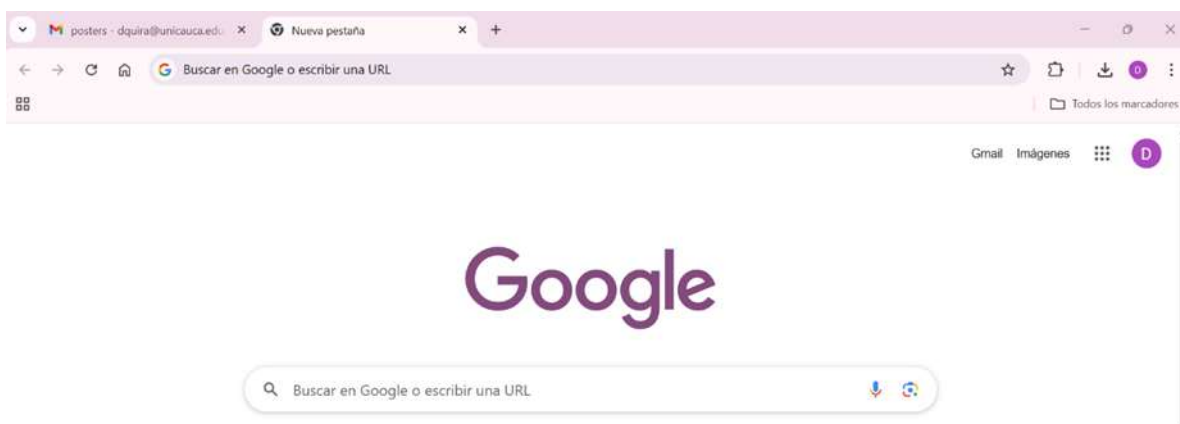 posters - dquira@unicauca.edu. Nueva pestaña
Buscar en Google o escribir una URL D
Todos los marcadores
Gmail Imágenes D
Google
Buscar en Google o escribir una URL